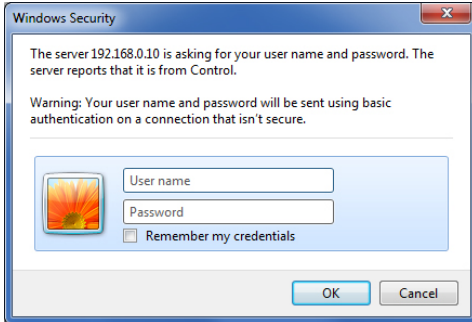 Windows Security
The server 192.168.0.10 is asking for your user name and password. The
server reports that it is from Control.
Warning: Your user name and password will be sent using basic
authentication on a connection that isn't secure.
User name
Password
Remember my credentials
OK Cancel